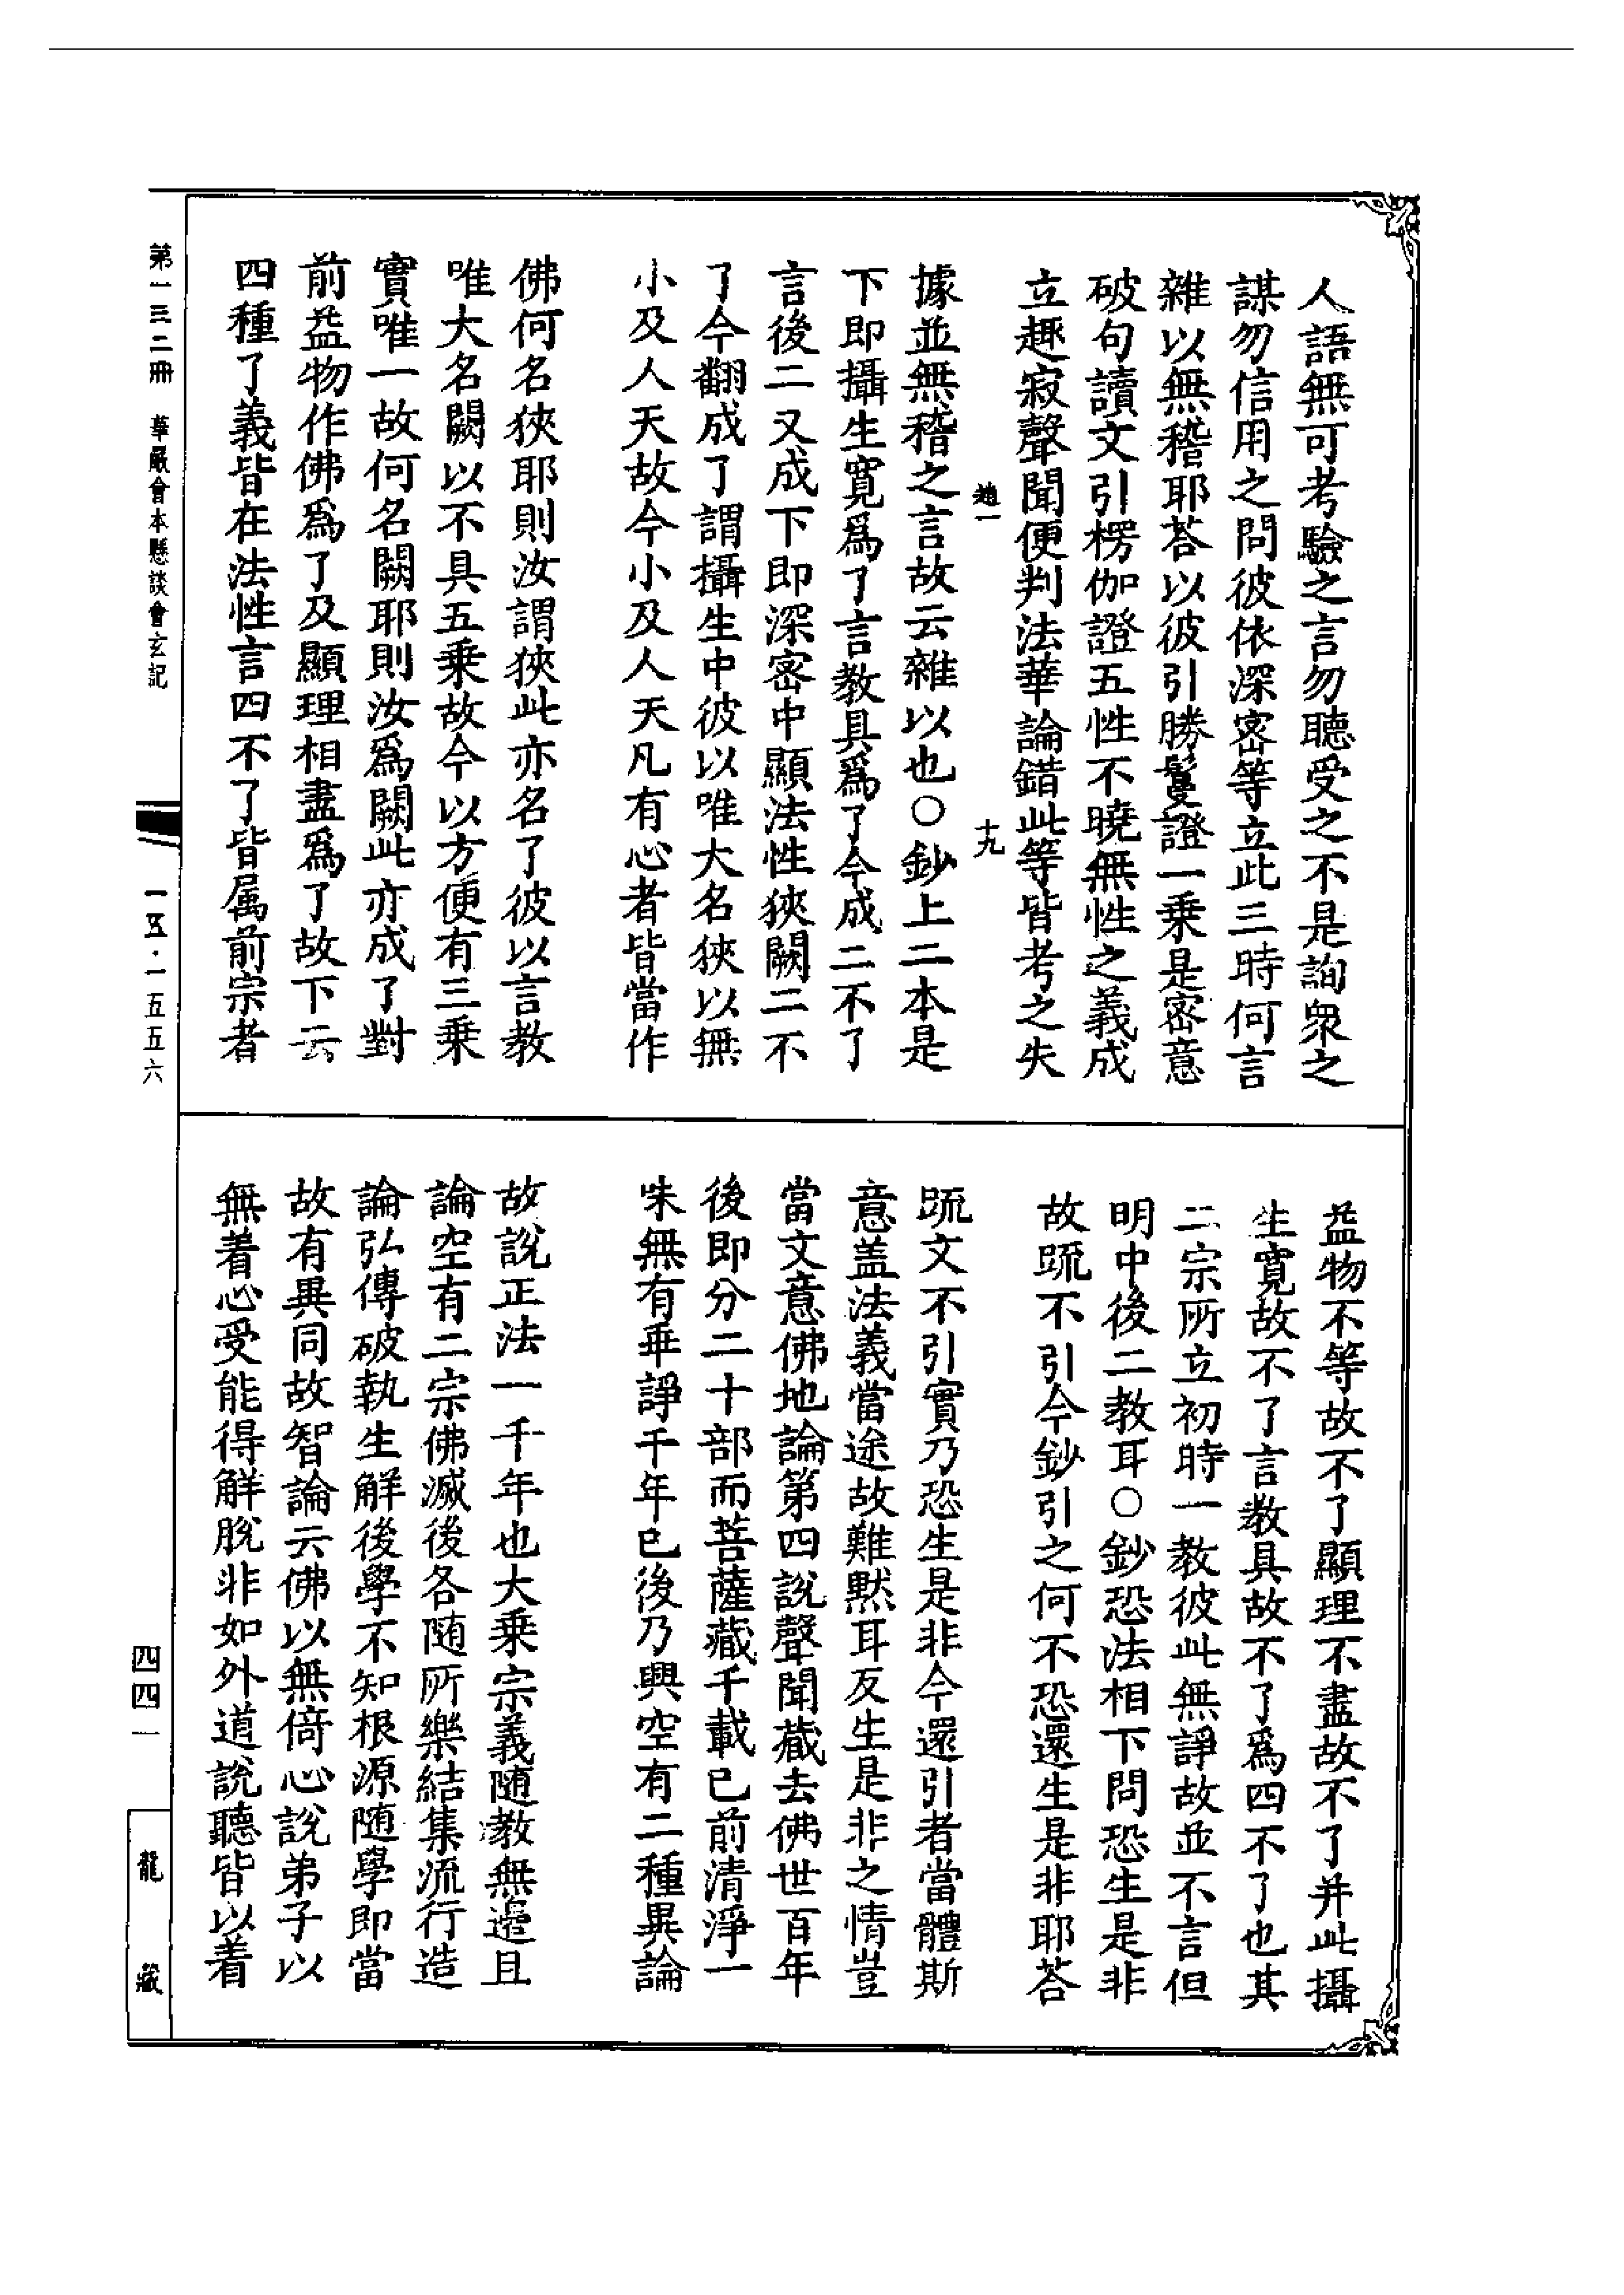 人語無可考驗之言勿聽受之不是詢衆之
謀勿信用之問彼依深密等立此三時何言
雜以無稽耶荅以彼引勝鬘證一乗是密意
破句讀文引楞伽證五性不曉無性之義成
立趣寂聲聞便判法華論錯此等皆考之失
趙一 十九
據並無稽之言故云雜以也○鈔上二本是
下即攝生寬爲了言教具爲了今成二不了
言後二又成下即深密中顯法性狹闕二不
了今翻成了謂攝生中彼以唯大名狹以無
小及人天故今小及人天凡有心者皆當作
佛何名狹耶則汝謂狹此亦名了彼以言教
唯大名闕以不具五乗故今以方便有三乗
實唯一故何名闕耶則汝爲闕此亦成了對
前益物作佛爲了及顯理相盡爲了故下云
四種了義皆在法性言四不了皆属前宗者
益物不等故不了顯理不盡故不了并此攝
生寬故不了言教具故不了爲四不了也其
二宗所立初時一教彼此無諍故並不言但
明中後二教耳○鈔恐法相下問恐生是非
故䟽不引今鈔引之何不恐還生是非耶荅
䟽文不引實乃恐生是非今還引者當體斯
意盖法義當途故難默耳反生是非之情豈
當文意佛地論第四說聲聞藏去佛世百年
後即分二十部而菩薩藏千載已前清淨一
味無有乖諍千年已後乃興空有二種異論
故說正法一千年也大乗宗義随教無邉且
論空有二宗佛滅後各随所樂結集流行造
論弘傳破執生解後學不知根源随學即當
故有異同故智論云佛以無倚心說弟子以
無着心受能得解脫非如外道說聽皆以着
第一三二冊 華嚴會本懸談會玄記
一五·一五五六
四四一
龍藏